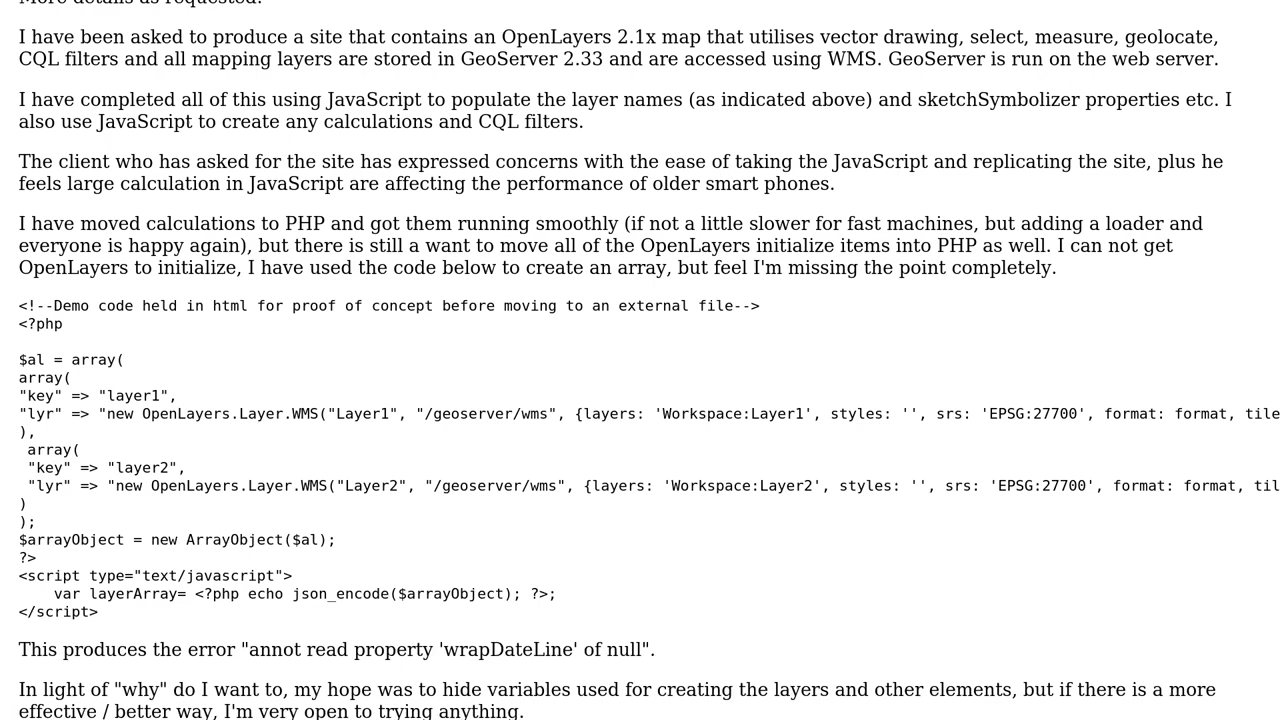 More details as requested:
I have been asked to produce a site that contains an OpenLayers 2.1x map that utilises vector drawing, select, measure, geolocate,
CQL filters and all mapping layers are stored in GeoServer 2.33 and are accessed using WMS. GeoServer is run on the web server.
I have completed all of this using JavaScript to populate the layer names (as indicated above) and sketchSymbolizer properties etc. I
also use JavaScript to create any calculations and CQL filters.
The client who has asked for the site has expressed concerns with the ease of taking the JavaScript and replicating the site, plus he
feels large calculation in JavaScript are affecting the performance of older smart phones.
I have moved calculations to PHP and got them running smoothly (if not a little slower for fast machines, but adding a loader and
everyone is happy again), but there is still a want to move all of the OpenLayers initialize items into PHP as well. I can not get
OpenLayers to initialize, I have used the code below to create an array, but feel I'm missing the point completely.
<!--Demo code held in html for proof of concept before moving to an external file-->
<?php
$al = array(
array(
"key" => "layer1",
"lyr" => "new OpenLayers.Layer.WMS("Layer1", "/geoserver/wms", {layers: 'Workspace:Layer1', styles: '', srs: 'EPSG:27700', format: format, tile
),
array(
"key" => "layer2",
"lyr" => "new OpenLayers.Layer.WMS("Layer2", "/geoserver/wms", {layers: 'Workspace:Layer2', styles: '', srs: 'EPSG:27700', format: format, til
)
);
$arrayObject = new ArrayObject($al);
?>
<script type="text/javascript">
var layerArray= <?php echo json_encode($arrayObject); ?>;
</script>
This produces the error "annot read property 'wrapDateLine' of null".
In light of "why" do I want to, my hope was to hide variables used for creating the layers and other elements, but if there is a more
effective / better way, I'm very open to trying anything.